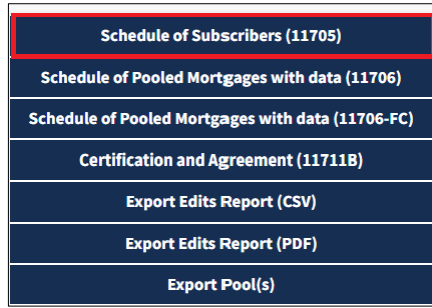 Schedule of Subscribers (11705)
Schedule of Pooled Mortgages with data (11706)
Schedule of Pooled Mortgages with data (11706-FC)
Certification and Agreement (11711B)
Export Edits Report (CSV)
Export Edits Report (PDF)
Export Pool(s)